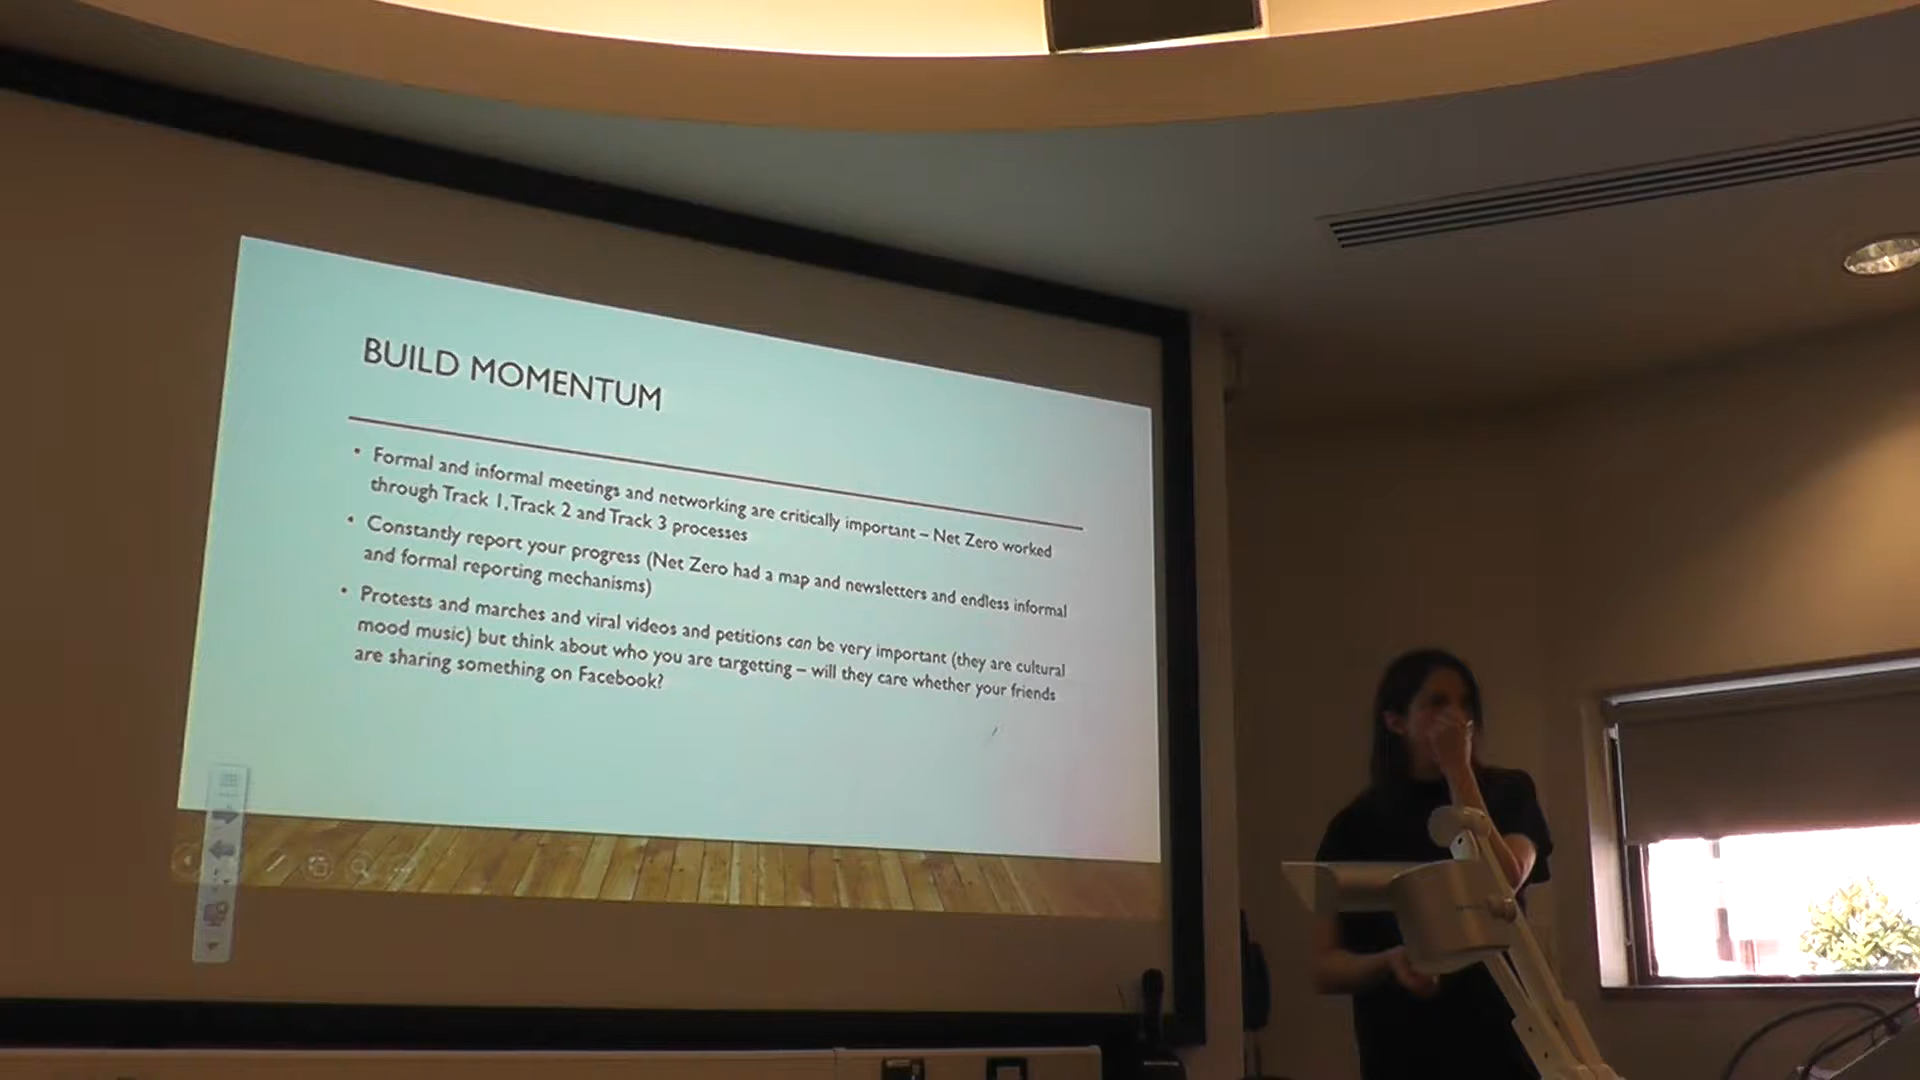 BUILD MOMENTUM
• Formal and informal meetings and networking are critically important – Net Zero worked
through Track 1, Track 2 and Track 3 processes
• Constantly report your progress (Net Zero had a map and newsletters and endless informal
and formal reporting mechanisms)
• Protests and marches and viral videos and petitions can be very important (they are cultural
mood music) but think about who you are targetting – will they care whether your friends
are sharing something on Facebook?